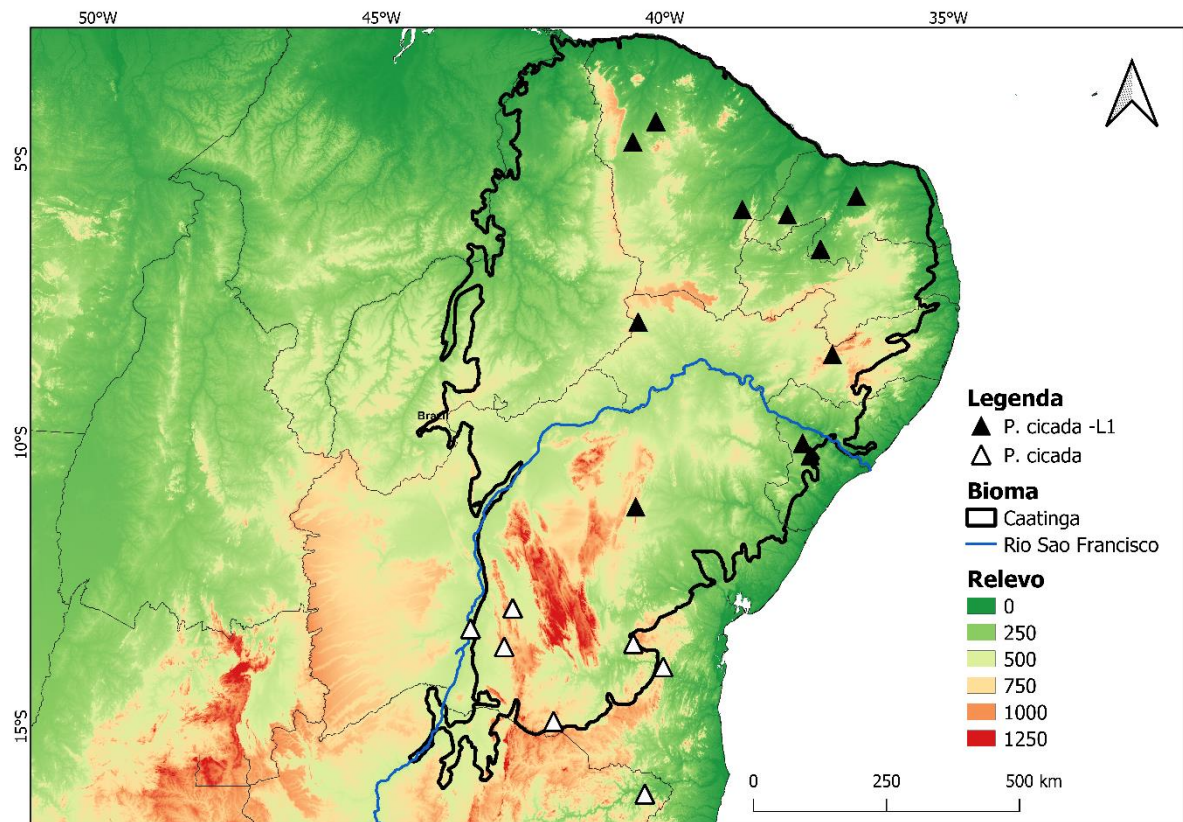 50°W 45°W 40°W 35°W
5°S
10°S
15°S
Brazil
Legenda
P. cicada -L1
P. cicada
Bioma
Caatinga
Rio Sao Francisco
Relevo
0
250
500
750
1000
1250
0 250 500 km